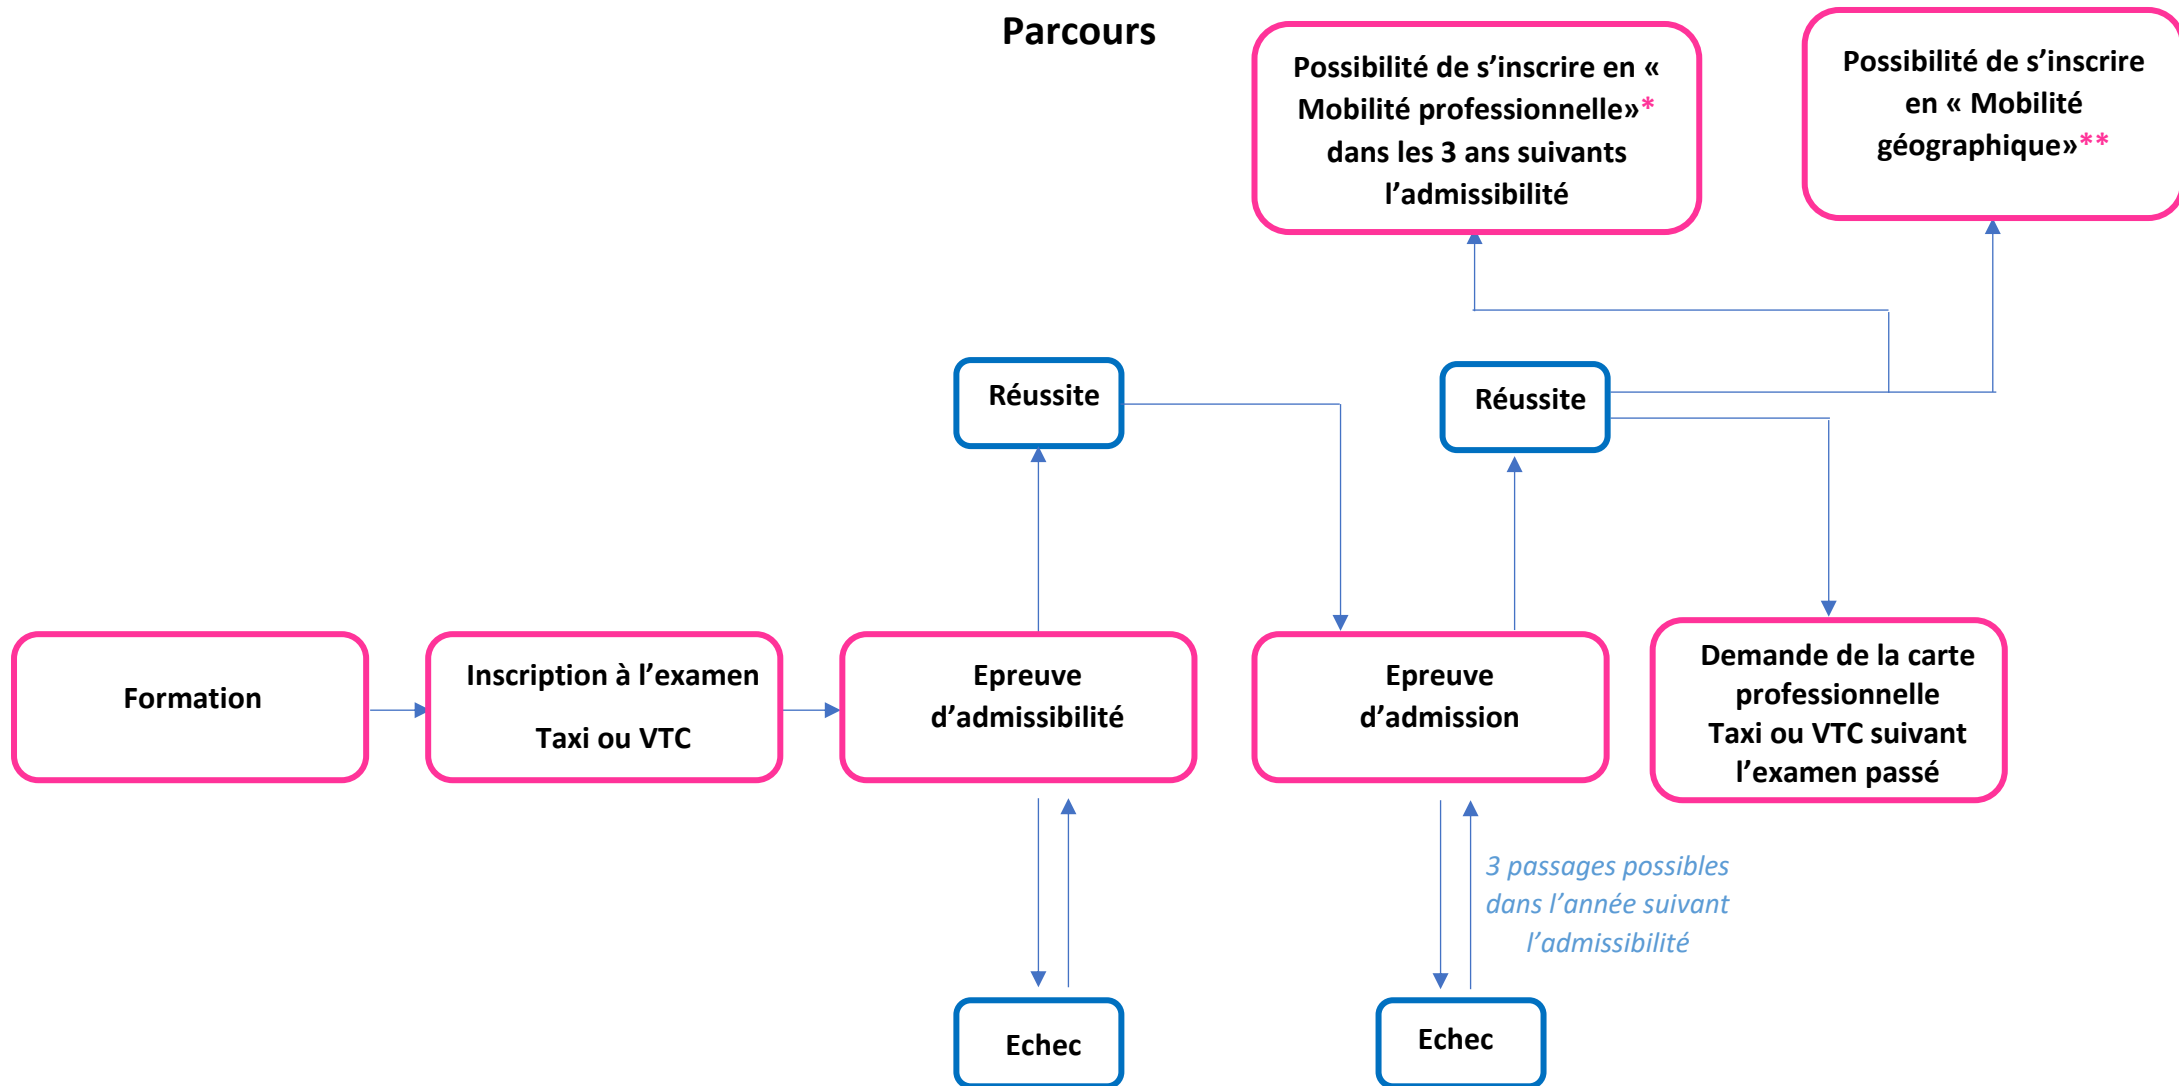 Parcours
Possibilité de s’inscrire en «
Mobilité professionnelle»*
dans les 3 ans suivants
l’admissibilité
Possibilité de s’inscrire
en « Mobilité
géographique»**
Réussite
Réussite
Formation
Inscription à l’examen
Taxi ou VTC
Epreuve
d’admissibilité
Epreuve
d’admission
Demande de la carte
professionnelle
Taxi ou VTC suivant
l’examen passé
3 passages possibles
dans l’année suivant
l’admissibilité
Echec
Echec